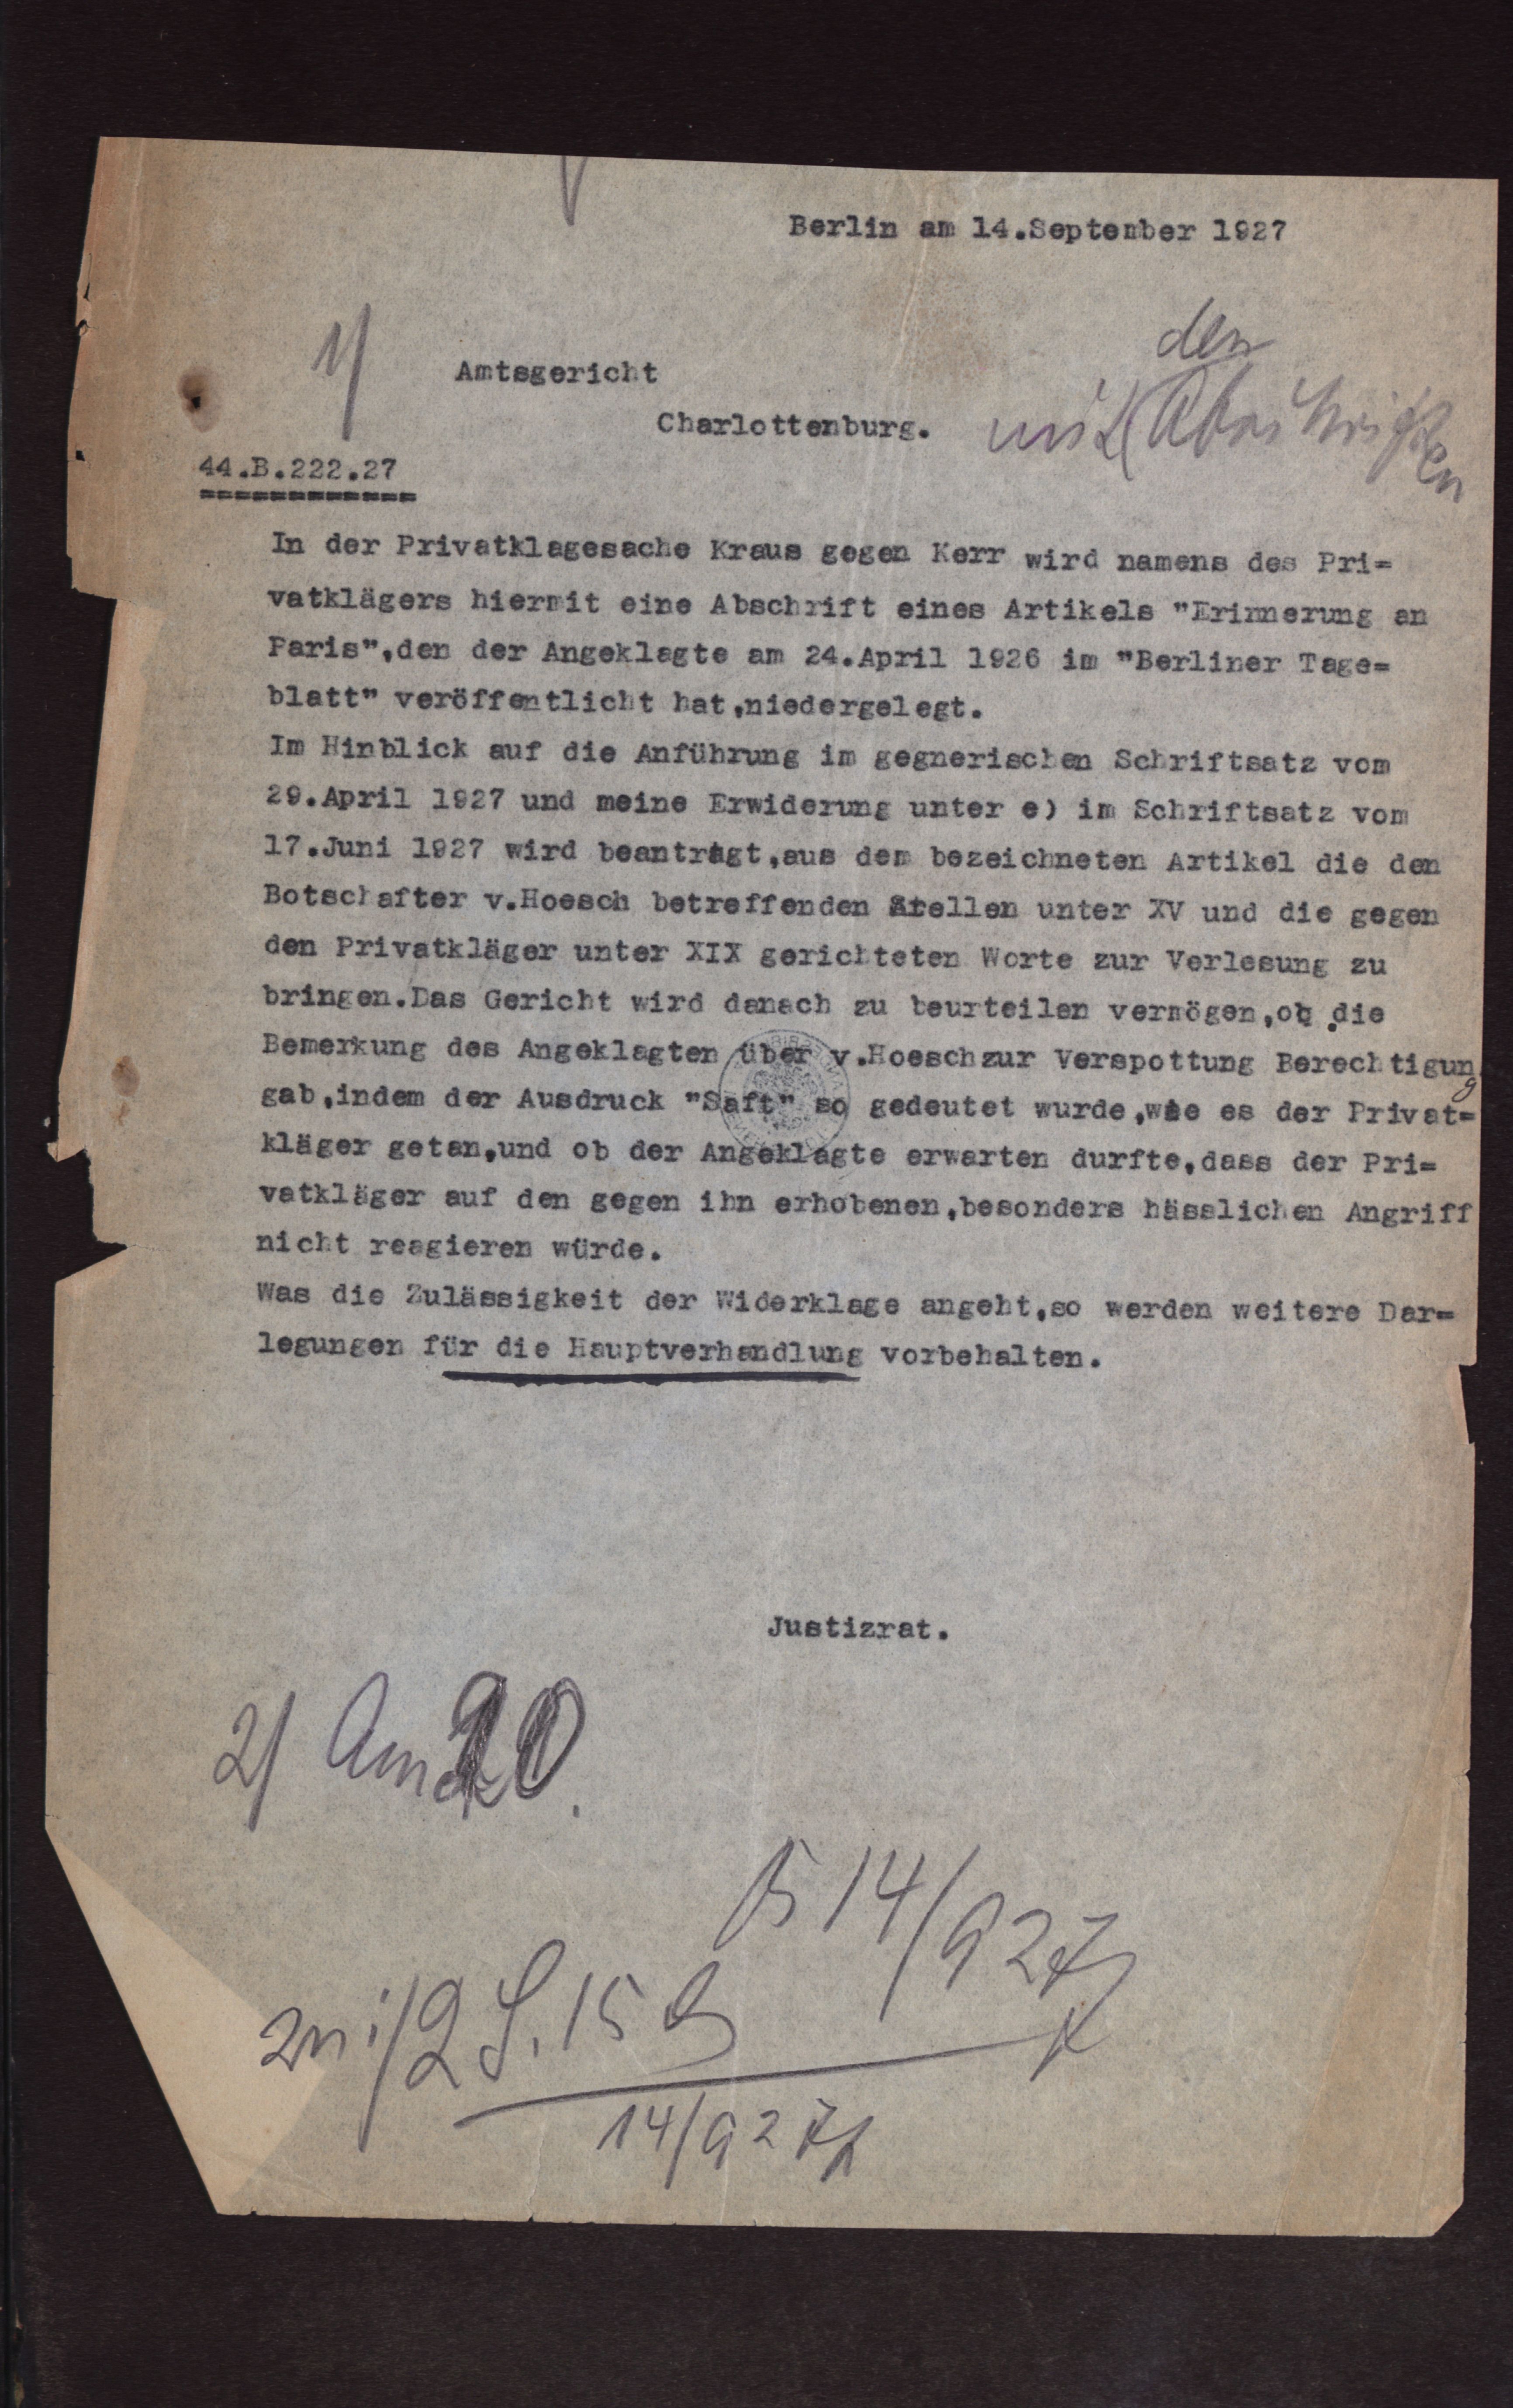 Berlin am 14.September 1927
1/
den
Amtsgericht
Charlottenburg. mit Abschriften
44.B.222.27
In der Privatklagesache Kraus gegen Kerr wird namens des Pri=
vatklägers hiermit eine Abschrift eines Artikels "Erinnerung an
Paris",den der Angeklagte am 24.April 1926 im "Berliner Tage=
blatt" veröffentlicht hat,niedergelegt.
Im Hinblick auf die Anführung im gegnerischen Schriftsatz vom
29.April 1927 und meine Erwiderung unter e) im Schriftsatz vom
17.Juni 1927 wird beantragt,aus dem bezeichneten Artikel die den
Botschafter v.Hoesch betreffenden Stellen unter XV und die gegen
den Privatkläger unter XIX gerichteten Worte zur Verlesung zu
bringen.Das Gericht wird danach zu beurteilen vermögen,ob die
Bemerkung des Angeklagten über v.Hoesch zur Verspottung Berechtigung
gab,indem der Ausdruck "Saft" so gedeutet wurde,wie es der Privat=
kläger getan,und ob der Angeklagte erwarten durfte,dass der Pri=
vatkläger auf den gegen ihn erhobenen,besonders hässlichen Angriff
nicht reagieren würde.
Was die Zulässigkeit der Widerklage angeht,so werden weitere Dar=
legungen für die Hauptverhandlung vorbehalten.
Justizrat.
2/
14/927
14/927